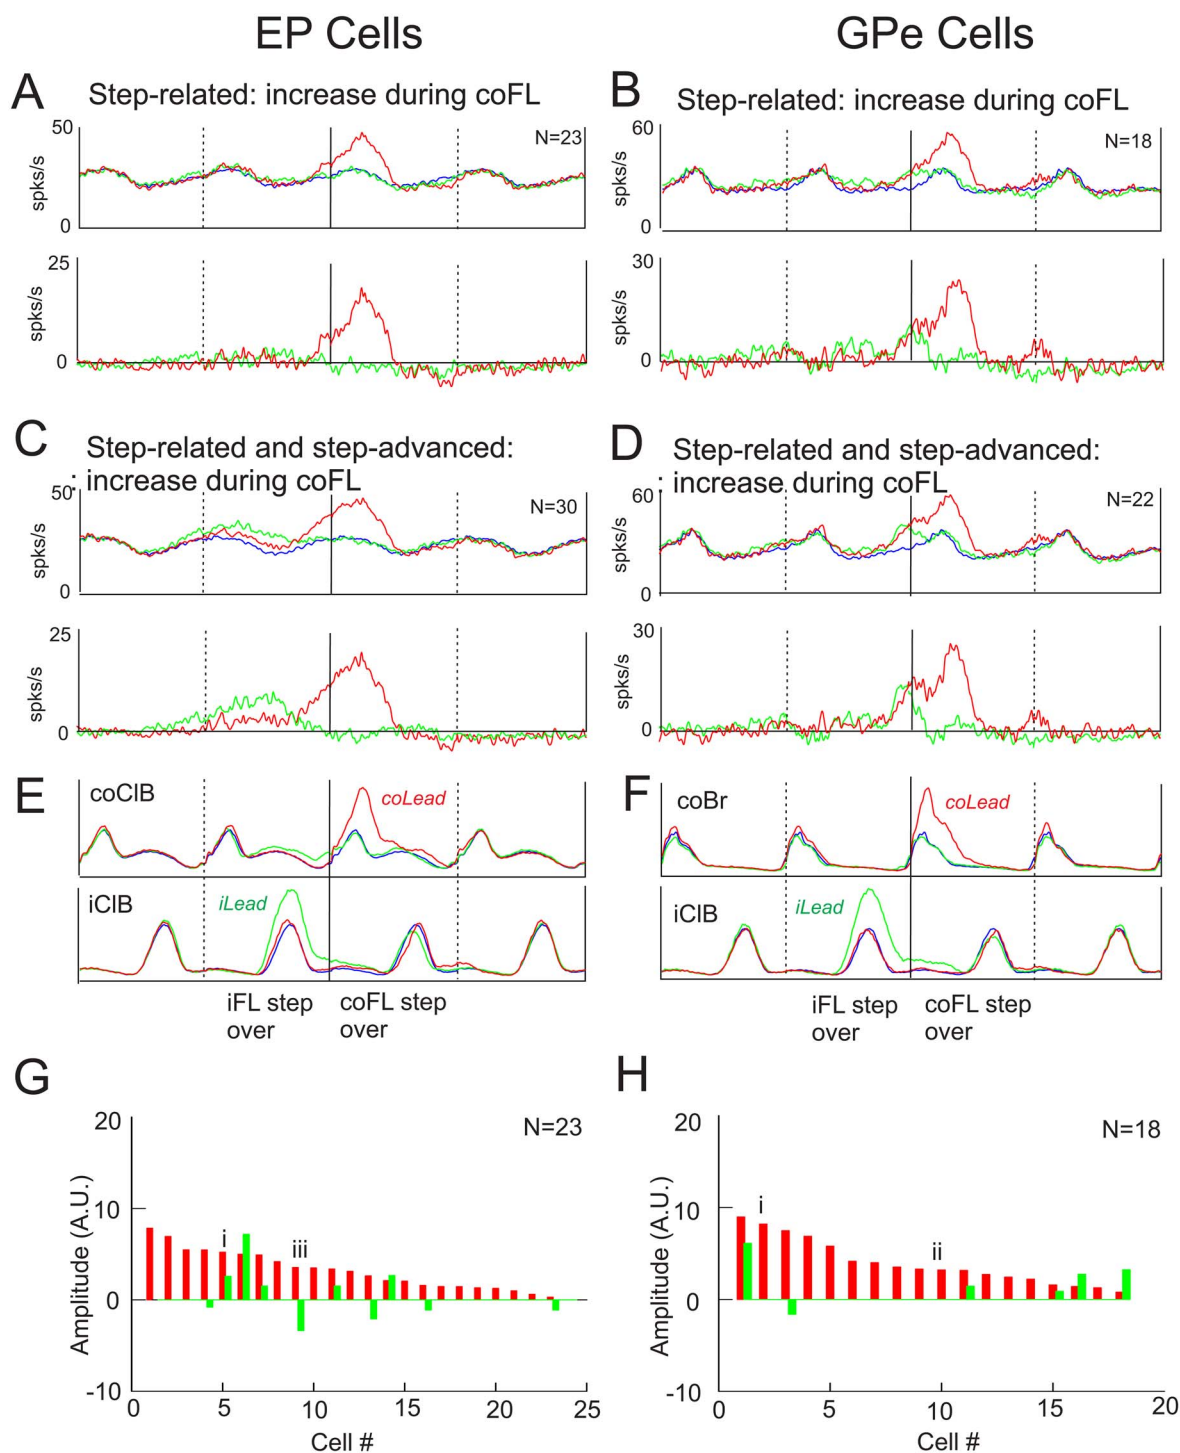 EP Cells
GPe Cells
A
Step-related: increase during coFL
50
N=23
spks/s
0
25
spks/s
0
B
Step-related: increase during coFL
60
N=18
spks/s
0
30
spks/s
0
C
Step-related and step-advanced:
: increase during coFL
50
N=30
spks/s
0
25
spks/s
0
D
Step-related and step-advanced:
: increase during coFL
60
N=22
spks/s
0
30
spks/s
0
E
coClB
coLead
iClB
iLead
iFL step
over
coFL step
over
F
coBr
coLead
iClB
iLead
iFL step
over
coFL step
over
G
20
N=23
10
i
iii
Amplitude (A.U.)
0
-10
0 5 10 15 20 25
Cell #
H
20
N=18
10
i
ii
Amplitude (A.U.)
0
-10
0 5 10 15 20
Cell #